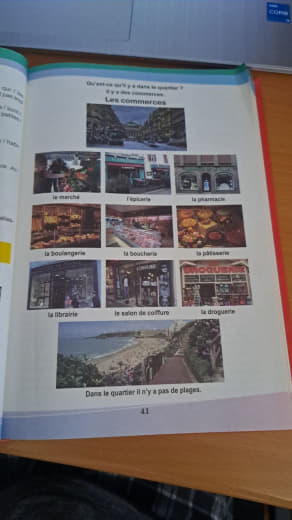 Qu'est-ce qu'il y a dans le quartier ?
Il y a des commerces.
Les commerces
le marché
l'épicerie
la pharmacie
la boulangerie
la boucherie
la pâtisserie
DROGUERIE
la librairie
le salon de coiffure
la droguerie
Dans le quartier il n'y a pas de plages.
41